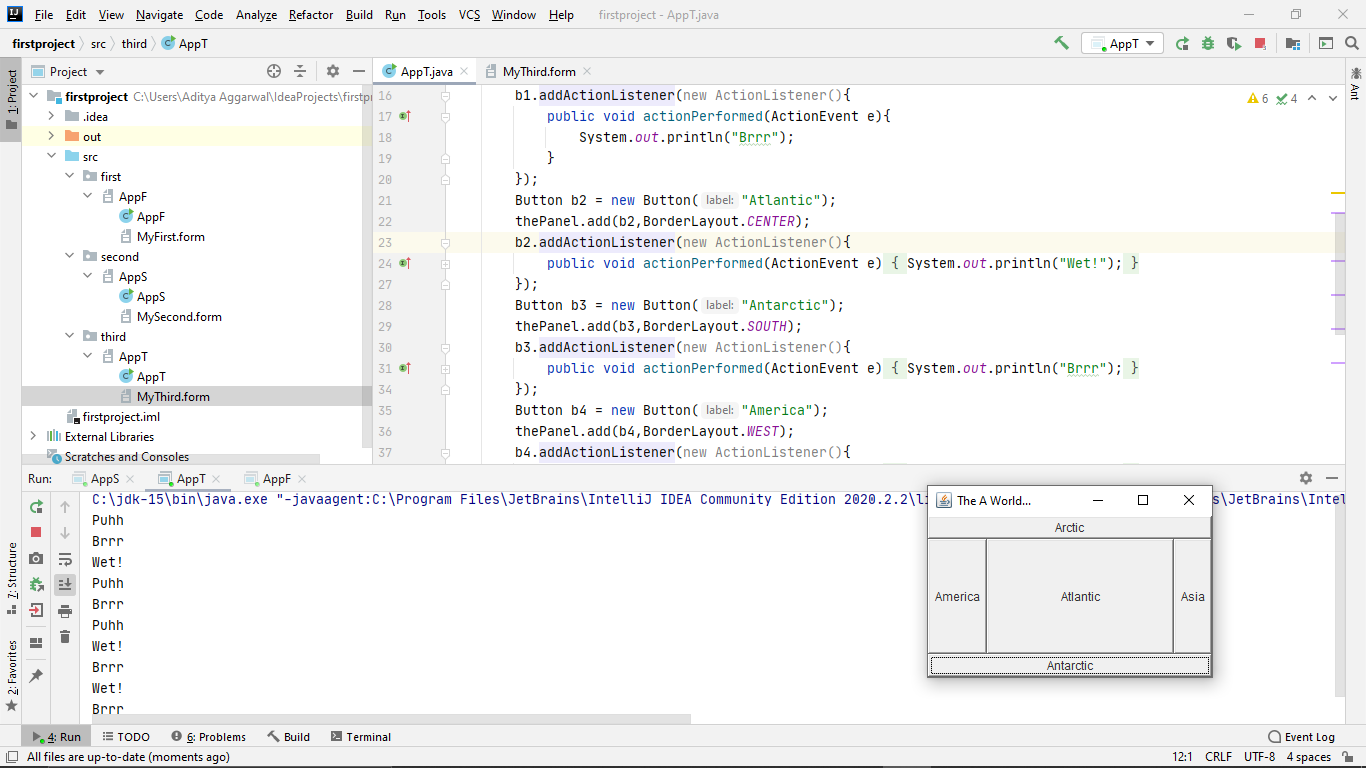 File Edit View Navigate Code Analyze Refactor Build Run Tools VCS Window Help firstproject - AppT.java
firstproject src third AppT AppT
1: Project
Project
AppT.java MyThird.form
Ant
firstproject C:\Users\Aditya Aggarwal\IdeaProjects\firstpr
.idea
out
src
first
AppF
AppF
MyFirst.form
second
AppS
AppS
MySecond.form
third
AppT
AppT
MyThird.form
firstproject.iml
External Libraries
Scratches and Consoles
6 4
16 b1.addActionListener(new ActionListener(){
17 public void actionPerformed(ActionEvent e){
18 System.out.println("Brrr");
19 }
20 });
21 Button b2 = new Button( label: "Atlantic");
22 thePanel.add(b2,BorderLayout.CENTER);
23 b2.addActionListener(new ActionListener(){
24 public void actionPerformed(ActionEvent e) { System.out.println("Wet!"); }
27 });
28 Button b3 = new Button( label: "Antarctic");
29 thePanel.add(b3,BorderLayout.SOUTH);
30 b3.addActionListener(new ActionListener(){
31 public void actionPerformed(ActionEvent e) { System.out.println("Brrr"); }
34 });
35 Button b4 = new Button( label: "America");
36 thePanel.add(b4,BorderLayout.WEST);
37 b4.addActionListener(new ActionListener(){
Run: AppS AppT AppF
7: Structure
2: Favorites
C:\jdk-15\bin\java.exe "-javaagent:C:\Program Files\JetBrains\IntelliJ IDEA Community Edition 2020.2.2\li s\JetBrains\Intel
Puhh
Brrr
Wet!
Puhh
Brrr
Puhh
Wet!
Brrr
Wet!
Brrr
The A World...
Arctic
America Atlantic Asia
Antarctic
4: Run TODO 6: Problems Build Terminal Event Log
All files are up-to-date (moments ago) 12:1 CRLF UTF-8 4 spaces